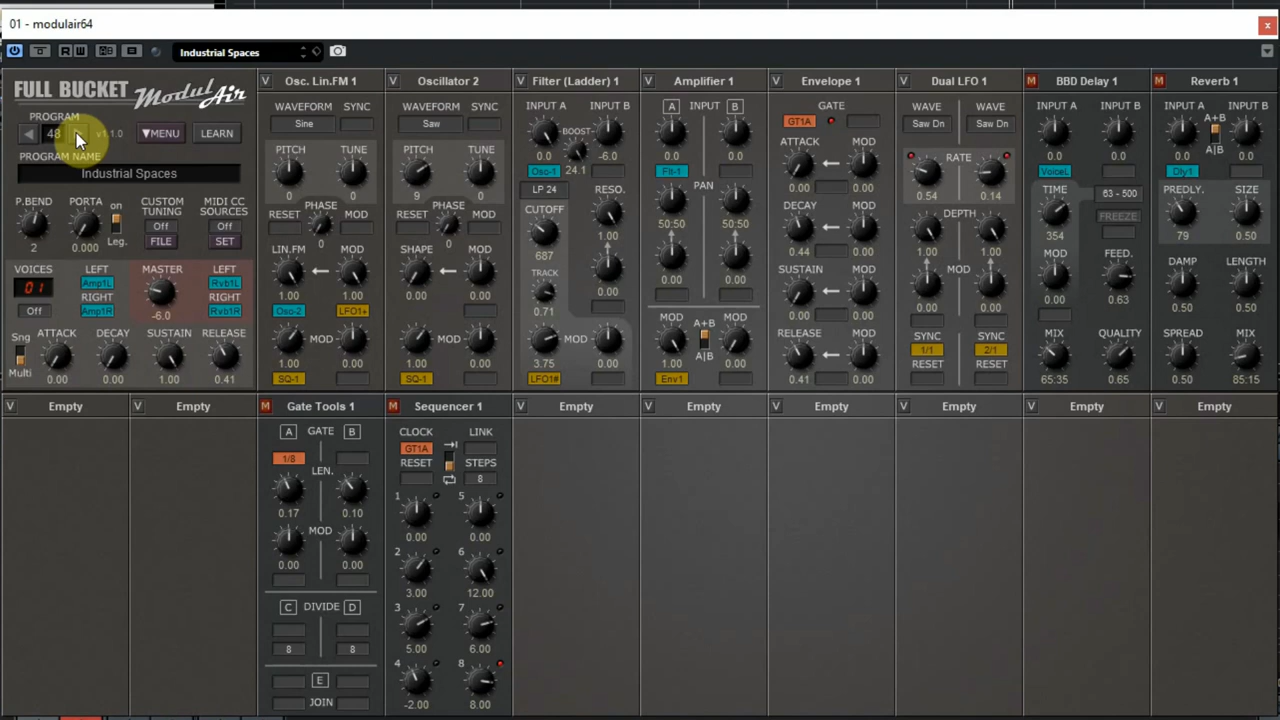 01 - modulair64
R W
Industrial Spaces
FULL BUCKET ModulAir
PROGRAM
48 v1.1.0 ▼MENU LEARN
PROGRAM NAME
Industrial Spaces
P.BEND PORTA on Leg. CUSTOM TUNING MIDI CC SOURCES
2 0.000 Off Off
FILE SET
VOICES LEFT MASTER LEFT
01 Amp1L Rvb1L
RIGHT RIGHT
Off Amp1R -6.0 Rvb1R
Sng Multi ATTACK DECAY SUSTAIN RELEASE
0.00 0.00 1.00 0.41
V Osc. Lin.FM 1
WAVEFORM SYNC
Sine
PITCH TUNE
0 0
RESET PHASE MOD
0
LIN.FM MOD
1.00 1.00
Osc-2 LFO1+
MOD
1.00 0.00
SQ-1
V Oscillator 2
WAVEFORM SYNC
Saw
PITCH TUNE
9 0
RESET PHASE MOD
0
SHAPE MOD
0.00 0.00
MOD
1.00 0.00
SQ-1
V Filter (Ladder) 1
INPUT A INPUT B
BOOST
0.0 24.1 -6.0
Osc-1
LP 24 RESO.
CUTOFF
687 1.00
TRACK
0.71 0.00
MOD
3.75 0.00
LFO1#
V Amplifier 1
A INPUT B
0.0 0.0
Flt-1
PAN
50:50 50:50
0.00 0.00
MOD A+B MOD
A|B
1.00 0.00
Env1
V Envelope 1
GATE
GT1A
ATTACK MOD
0.00 0.00
DECAY MOD
0.44 0.00
SUSTAIN MOD
0.00 0.00
RELEASE MOD
0.41 0.00
V Dual LFO 1
WAVE WAVE
Saw Dn Saw Dn
RATE
0.54 0.14
DEPTH
1.00 1.00
MOD
0.00 0.00
SYNC SYNC
1/1 2/1
RESET RESET
M BBD Delay 1
INPUT A INPUT B
0.0 0.0
VoiceL
TIME 63 - 500
FREEZE
354
MOD FEED.
0.00 0.63
MIX QUALITY
65:35 0.65
M Reverb 1
INPUT A A+B INPUT B
A|B
0.0 0.0
Dly1
PREDLY. SIZE
79 0.50
DAMP LENGTH
0.50 0.50
SPREAD MIX
0.50 85:15
V Empty
V Empty
M Gate Tools 1
A GATE B
1/8
LEN.
0.17 0.10
MOD
0.00 0.00
C DIVIDE D
8 8
E
JOIN
M Sequencer 1
CLOCK LINK
GT1A
RESET STEPS
8
1 5
0.00 0.00
2 6
3.00 12.00
3 7
5.00 6.00
4 8
-2.00 8.00
V Empty
V Empty
V Empty
V Empty
V Empty
V Empty